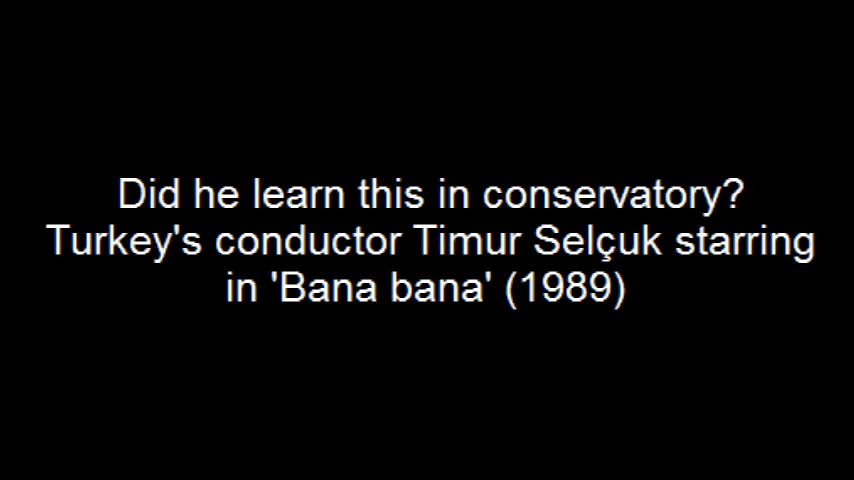 Did he learn this in conservatory?
Turkey's conductor Timur Selçuk starring
in 'Bana bana' (1989)